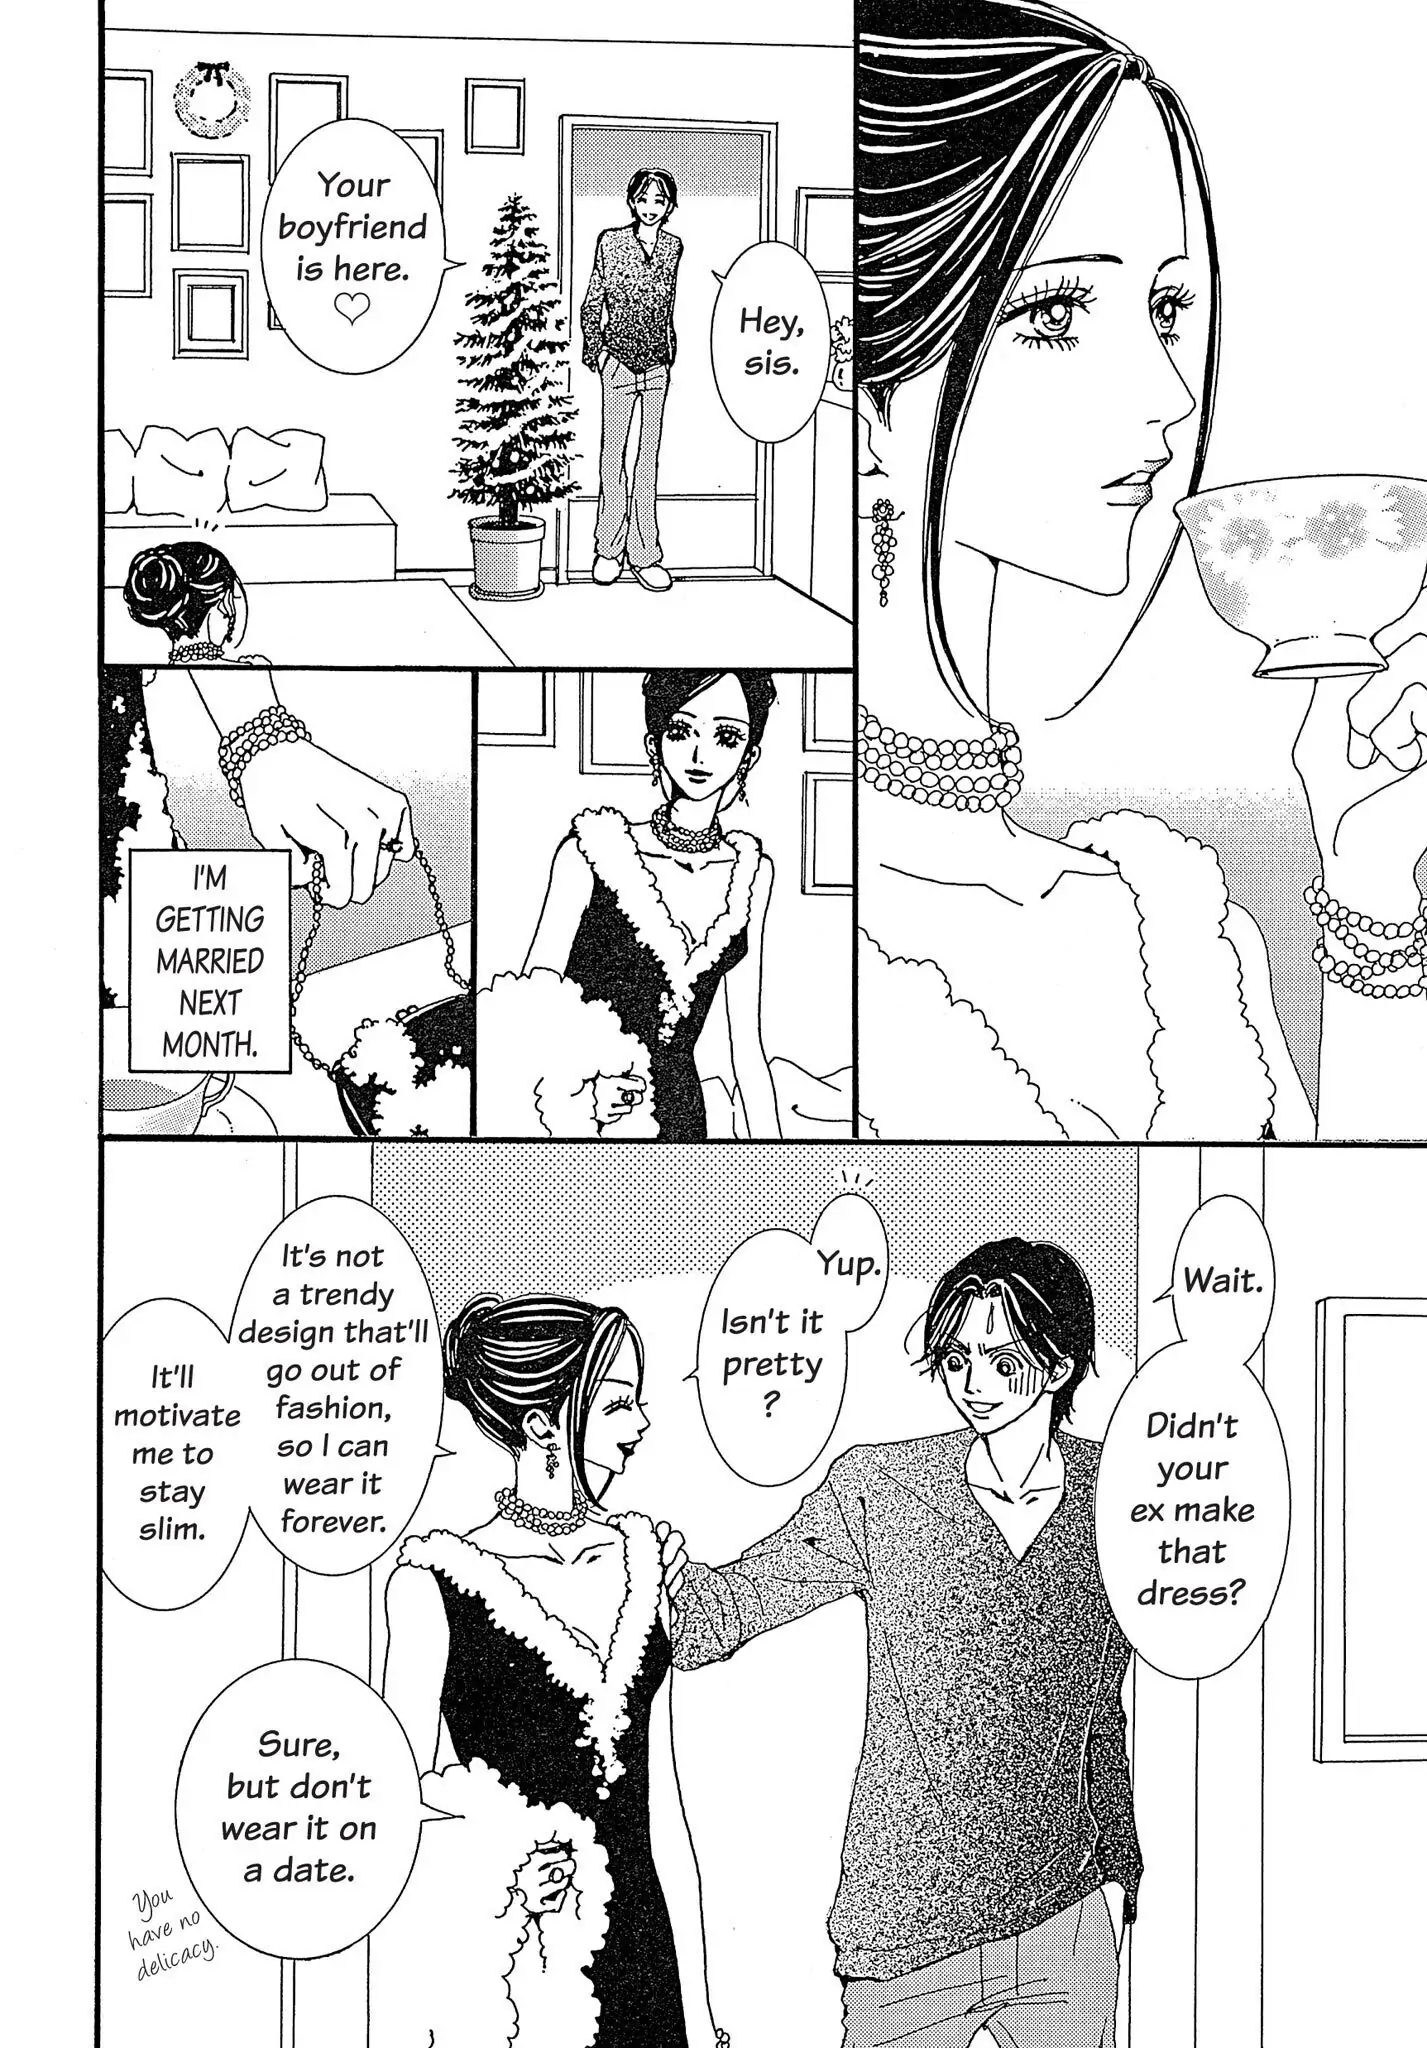 Hey,
sis.
Your
boyfriend
is here.
♡
I'M
GETTING
MARRIED
NEXT
MONTH.
Wait.
Didn't
your
ex make
that
dress?
Yup.
Isn't it
pretty
?
It's not
a trendy
design that'll
go out of
fashion,
so I can
wear it
forever.
It'll
motivate
me to
stay
slim.
Sure,
but don't
wear it on
a date.
You
have no
delicacy.